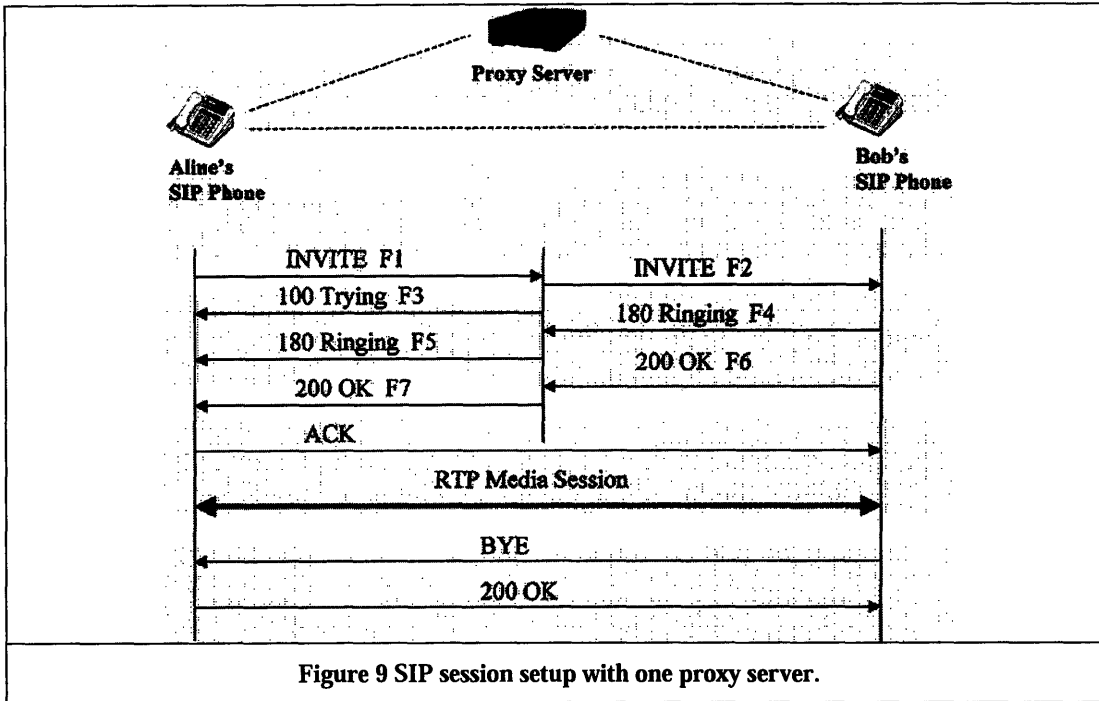 Proxy Server
Aline's
SIP Phone
Bob's
SIP Phone
INVITE F1
INVITE F2
100 Trying F3
180 Ringing F4
180 Ringing F5
200 OK F6
200 OK F7
ACK
RTP Media Session
BYE
200 OK
Figure 9 SIP session setup with one proxy server.